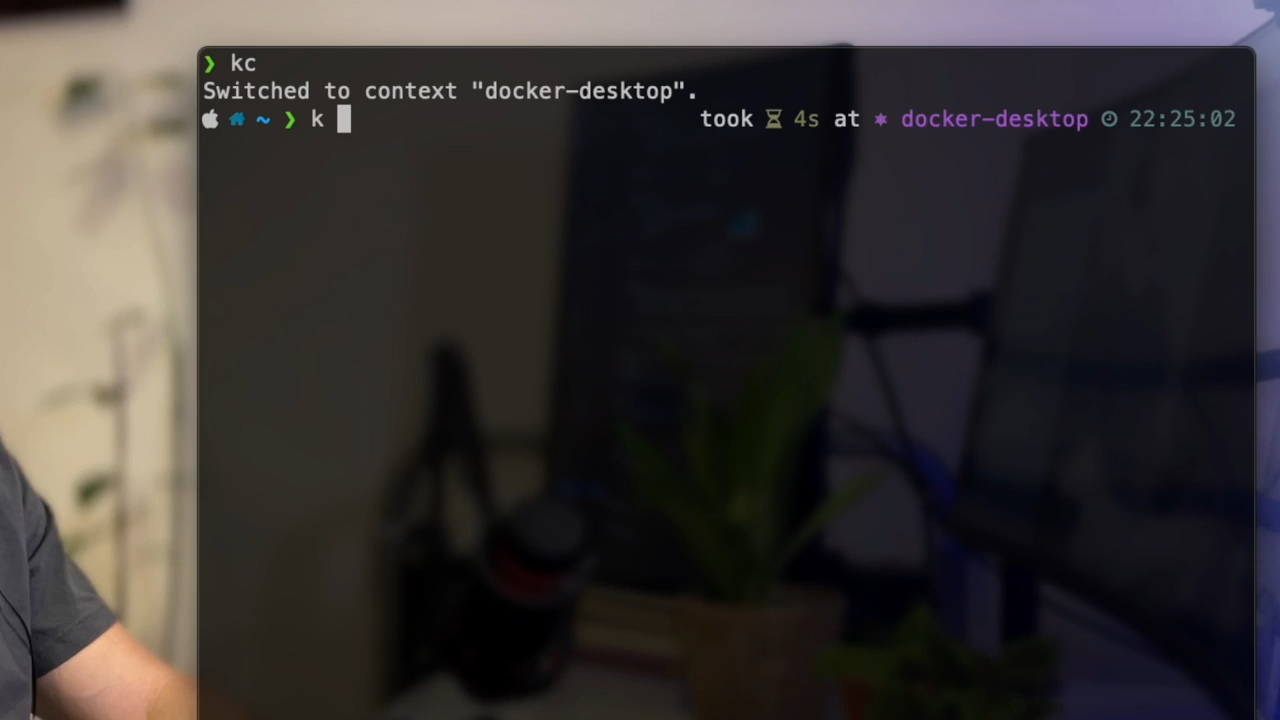 ❯ kc
Switched to context "docker-desktop".
~ ❯ k took 4s at docker-desktop 22:25:02